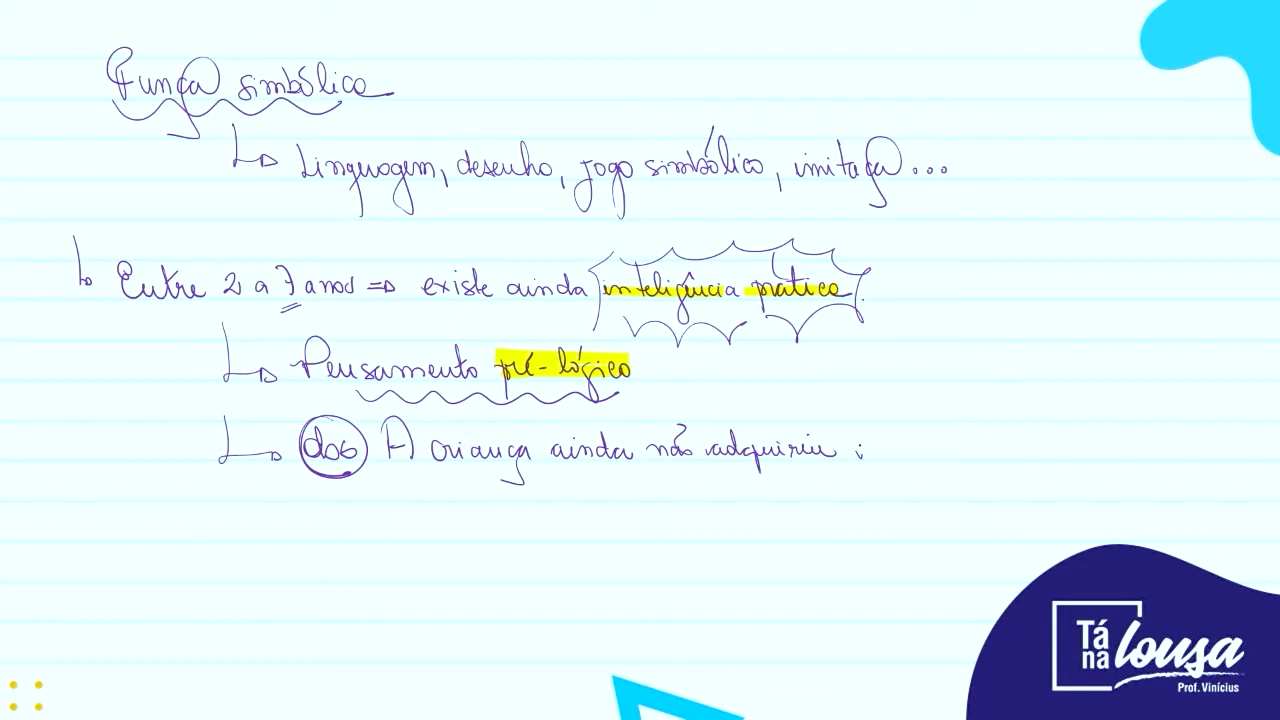 Função simbólica
Linguagem, desenho, jogo simbólico, imitação...
Entre 2 a 7 anos => existe ainda inteligência prática.
Pensamento pré-lógico
A criança ainda não adquiriu :
Tá na lousa
Prof. Vinícius